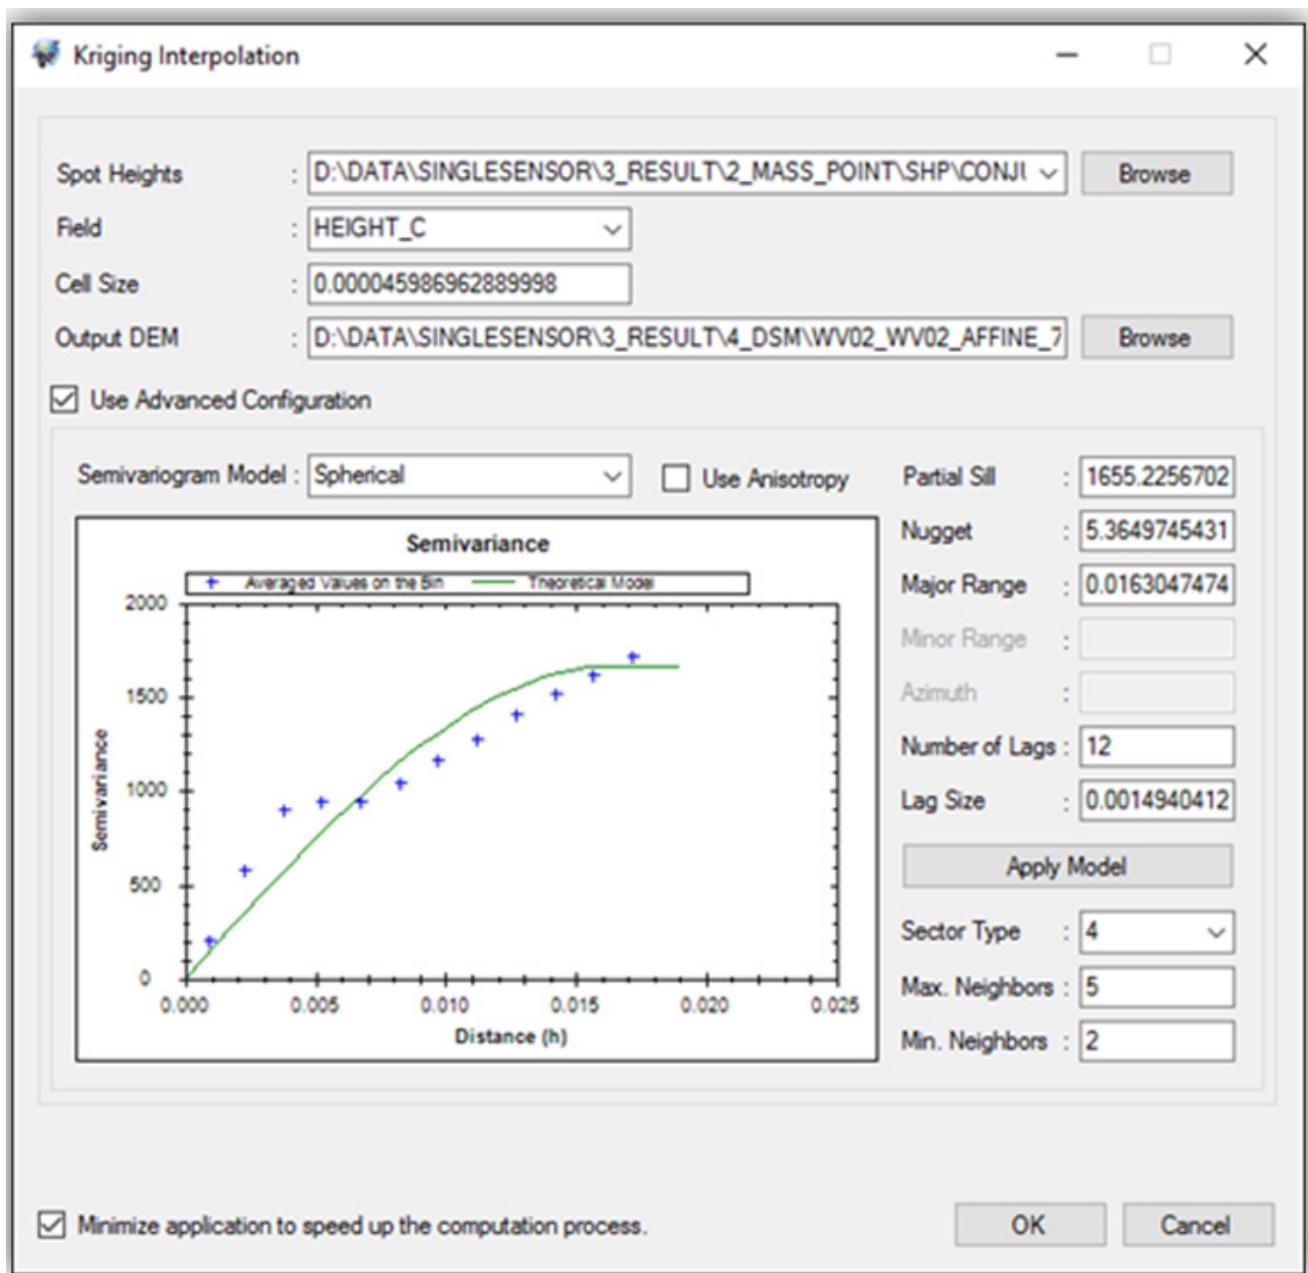 Kriging Interpolation
Spot Heights : D:\DATA\SINGLESENSOR\3_RESULT\2_MASS_POINT\SHP\CONJU Browse
Field : HEIGHT_C
Cell Size : 0.000045986962889998
Output DEM : D:\DATA\SINGLESENSOR\3_RESULT\4_DSM\WV02_WV02_AFFINE_7 Browse
Use Advanced Configuration
Semivariogram Model : Spherical Use Anisotropy
Partial Sill : 1655.2256702
Nugget : 5.3649745431
Major Range : 0.0163047474
Minor Range :
Azimuth :
Number of Lags : 12
Lag Size : 0.0014940412
Apply Model
Sector Type : 4
Max. Neighbors : 5
Min. Neighbors : 2
Semivariance
Averaged Values on the Bin Theoretical Model
2000
1500
1000
500
0
Semivariance
0.000 0.005 0.010 0.015 0.020 0.025
Distance (h)
Minimize application to speed up the computation process. OK Cancel